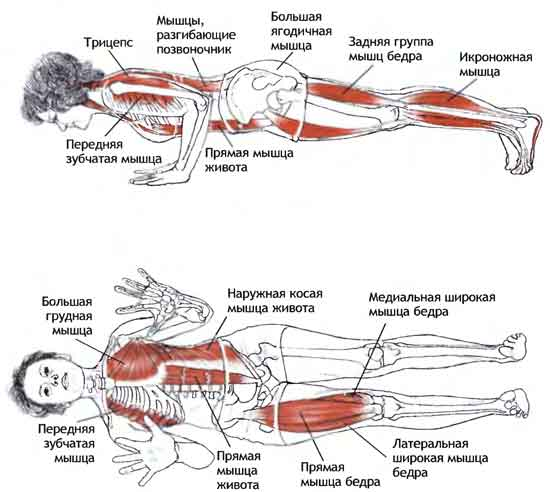 Трицепс
Мышцы,
разгибающие
позвоночник
Большая
ягодичная
мышца
Задняя группа
мышц бедра
Икроножная
мышца
Передняя
зубчатая мышца
Прямая мышца
живота
Большая
грудная
мышца
Наружная косая
мышца живота
Медиальная широкая
мышца бедра
Передняя
зубчатая
мышца
Прямая
мышца
живота
Прямая
мышца бедра
Латеральная
широкая мышца
бедра